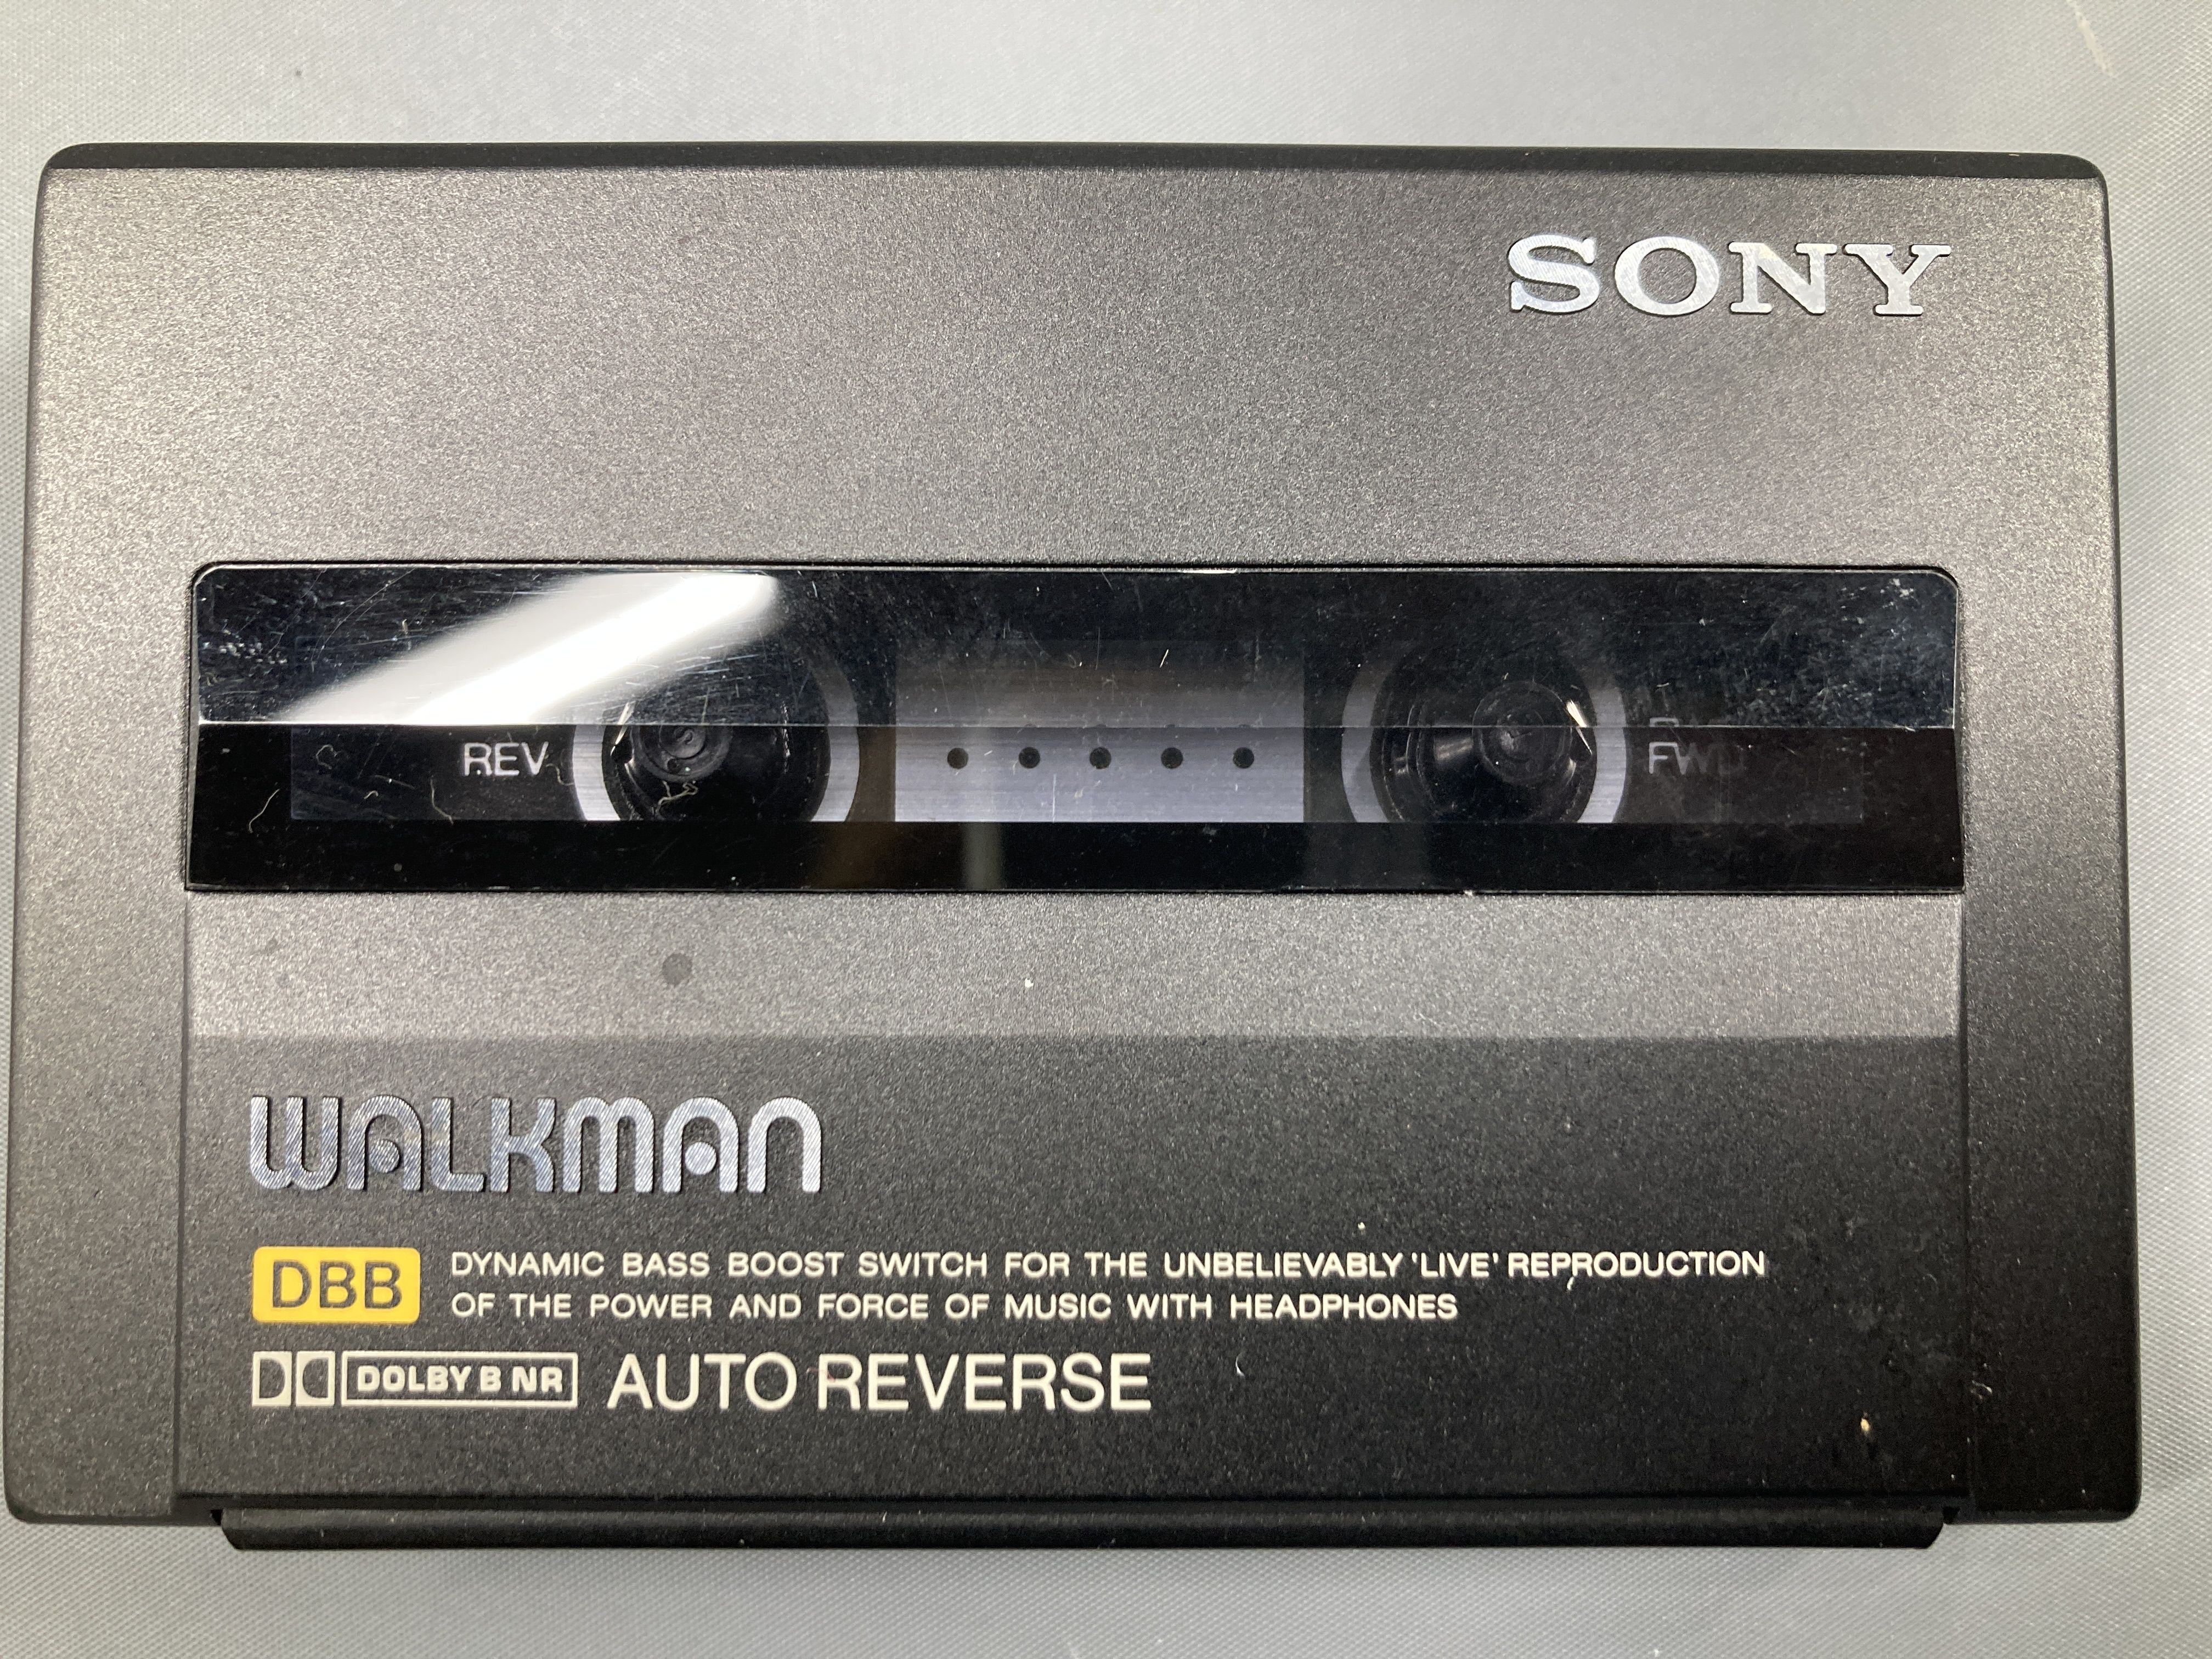 SONY
REV FWD
WALKMAN
DBB DYNAMIC BASS BOOST SWITCH FOR THE UNBELIEVABLY 'LIVE' REPRODUCTION
OF THE POWER AND FORCE OF MUSIC WITH HEADPHONES
DOLBY B NR AUTO REVERSE